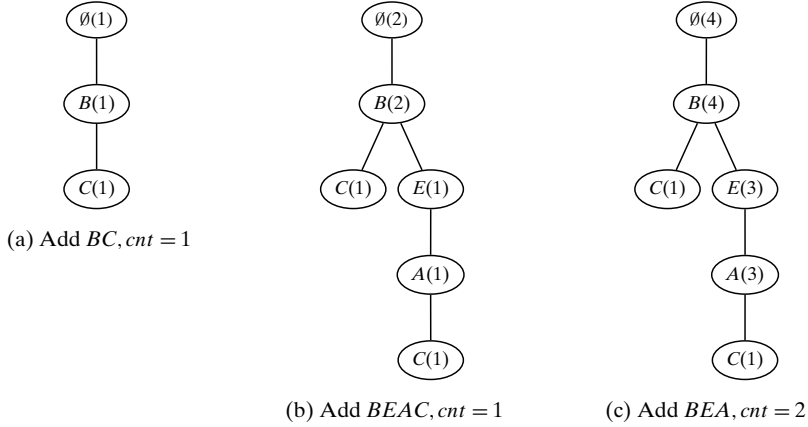 ∅(1)
B(1)
C(1)
(a) Add BC, cnt = 1
∅(2)
B(2)
C(1) E(1)
A(1)
C(1)
(b) Add BEAC, cnt = 1
∅(4)
B(4)
C(1) E(3)
A(3)
C(1)
(c) Add BEA, cnt = 2